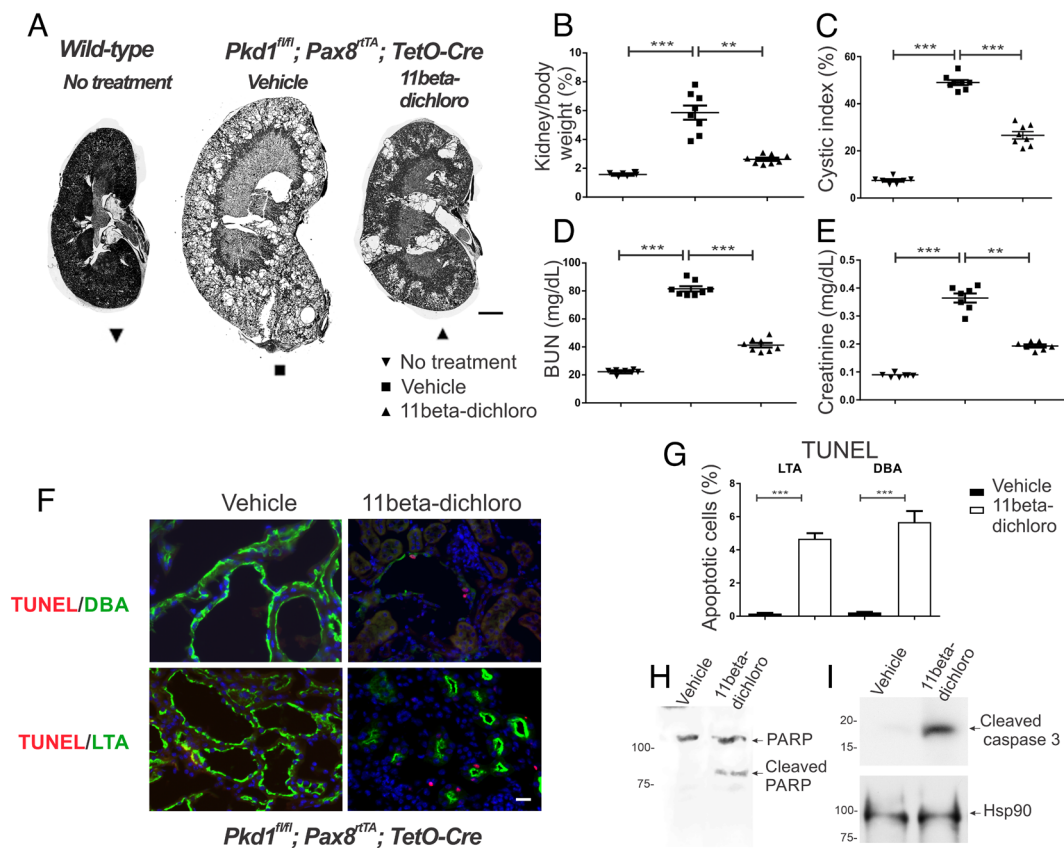 A
Wild-type
No treatment
Pkd1fl/fl; Pax8rtTA; TetO-Cre
Vehicle
11beta-
dichloro
▼ No treatment
■ Vehicle
▲ 11beta-dichloro
B
Kidney/body
weight (%)
10
8
6
4
2
0
***
**
C
Cystic index (%)
60
40
20
0
***
***
D
BUN (mg/dL)
100
80
60
40
20
0
***
***
E
Creatinine (mg/dL)
0.5
0.4
0.3
0.2
0.1
0.0
***
**
F
Vehicle
11beta-dichloro
TUNEL/DBA
TUNEL/LTA
Pkd1fl/fl; Pax8rtTA; TetO-Cre
G
TUNEL
LTA
DBA
Apoptotic cells (%)
8
6
4
2
0
***
***
Vehicle
11beta-
dichloro
H
Vehicle
11beta-
dichloro
100-
75-
PARP
Cleaved
PARP
I
Vehicle
11beta-
dichloro
20-
15-
Cleaved
caspase 3
100-
75-
Hsp90